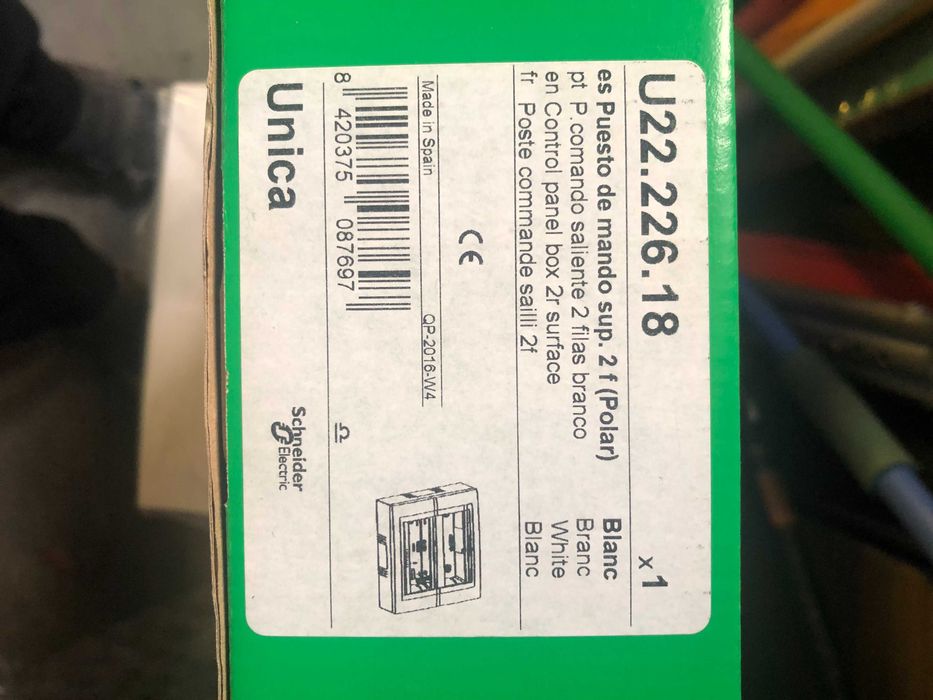 U22.226.18 x 1
es Puesto de mando sup. 2 f (Polar) Blanc
pt P.comando saliente 2 filas branco Branc
en Control panel box 2r surface White
fr Poste commande sailli 2f Blanc
CE
Made in Spain QP-2016-W4
8 420375 087697
Unica
Schneider
Electric